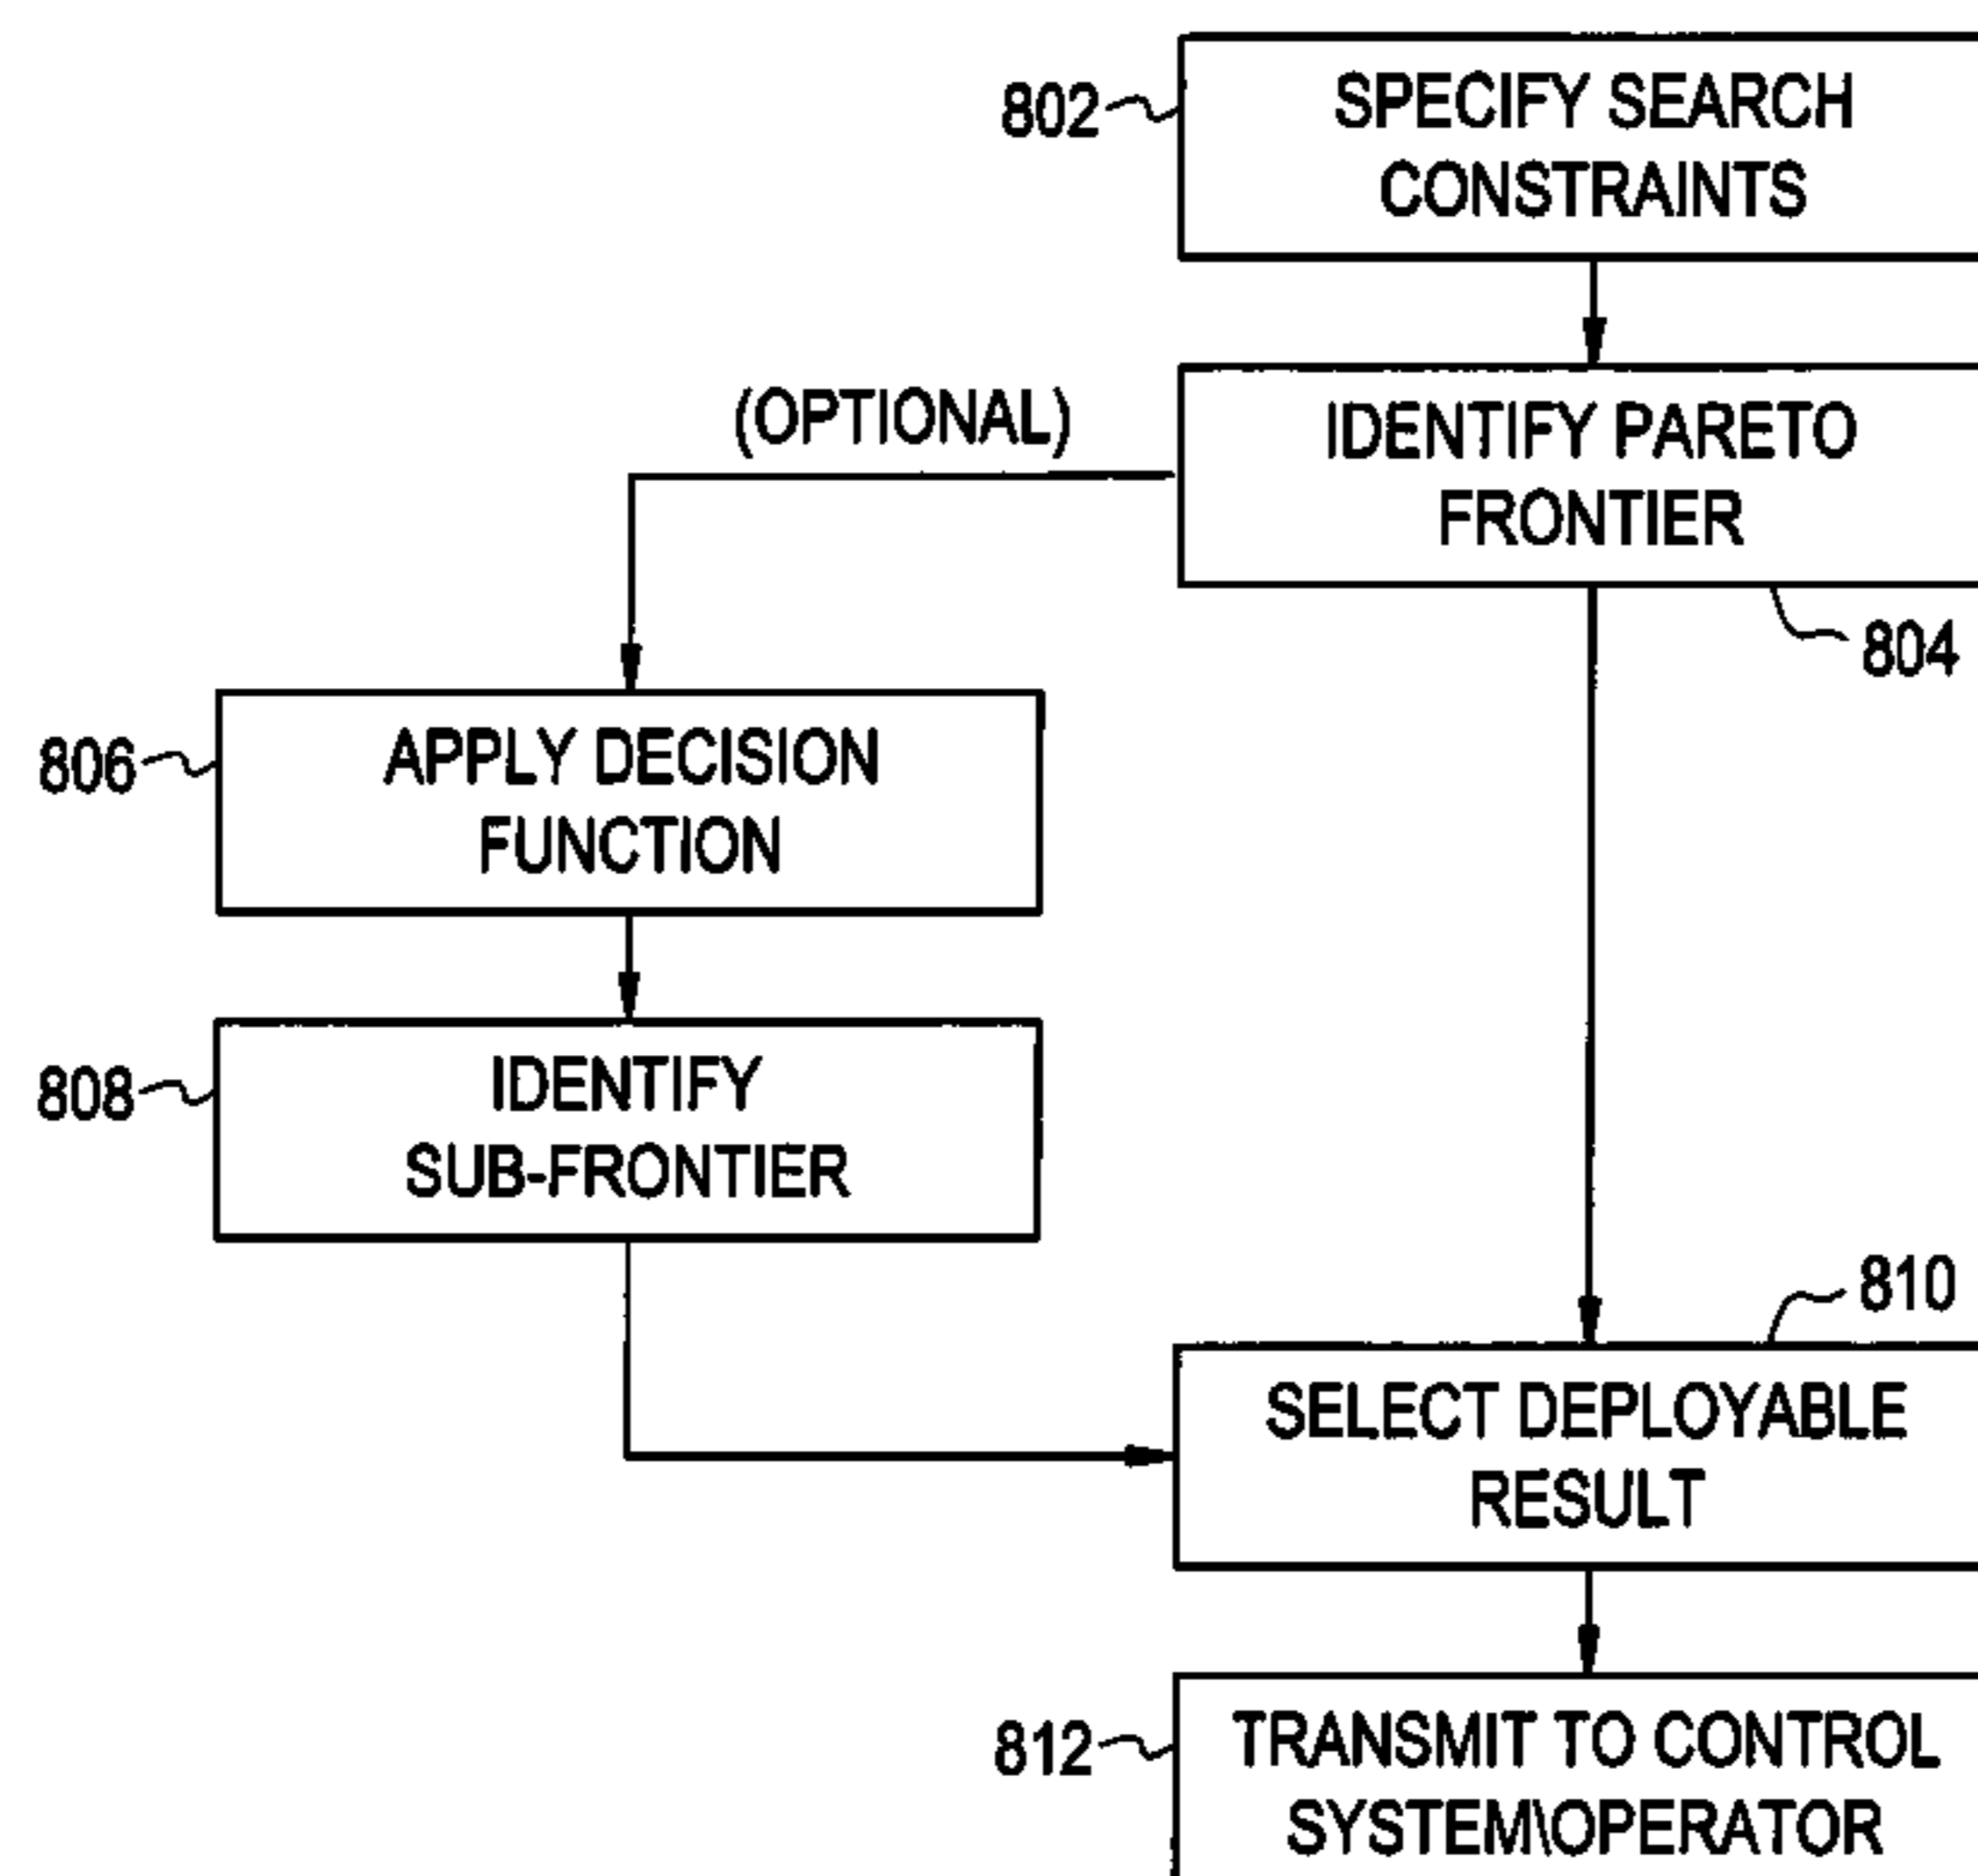 802
SPECIFY SEARCH
CONSTRAINTS
(OPTIONAL)
IDENTIFY PARETO
FRONTIER
804
806
APPLY DECISION
FUNCTION
808
IDENTIFY
SUB-FRONTIER
810
SELECT DEPLOYABLE
RESULT
812
TRANSMIT TO CONTROL
SYSTEM\OPERATOR